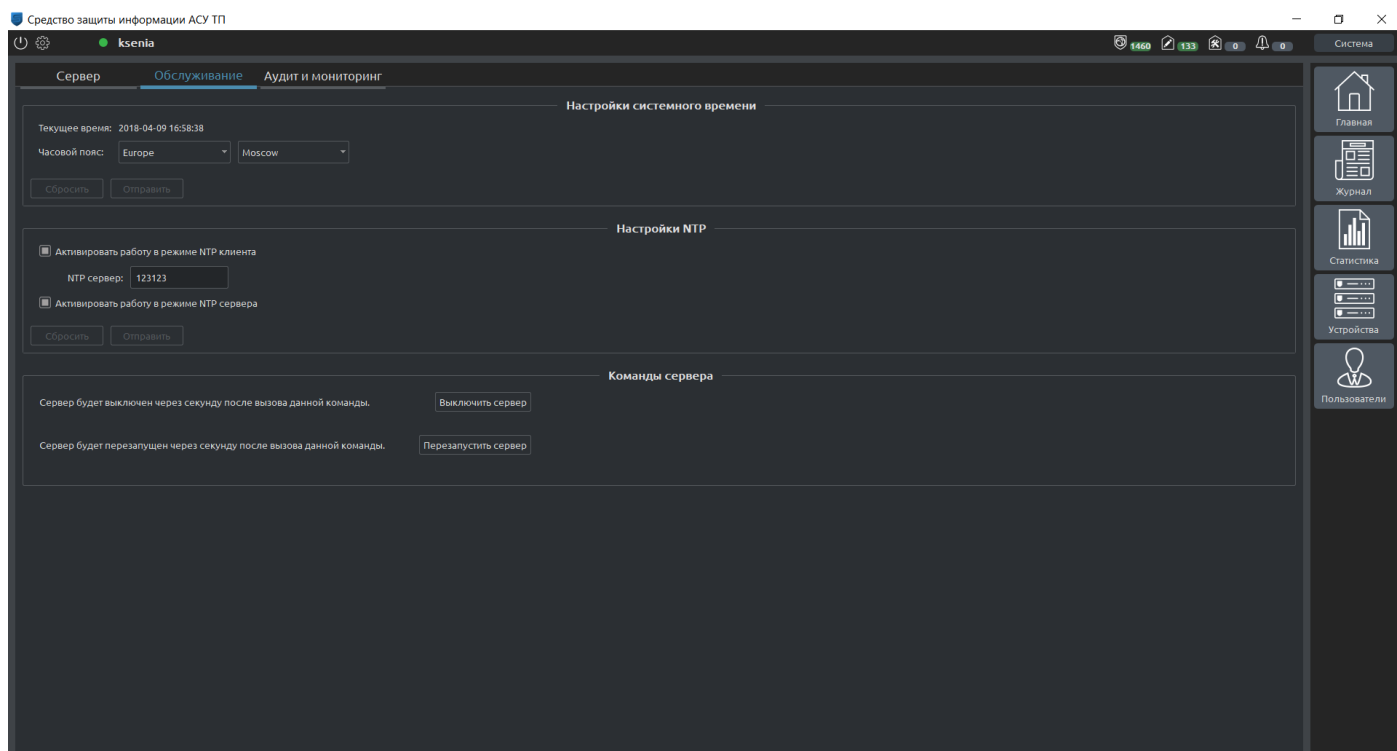 Средство защиты информации АСУ ТП
ksenia 1460 133 0 0 Система
Сервер Обслуживание Аудит и мониторинг
Настройки системного времени
Текущее время: 2018-04-09 16:58:38
Часовой пояс: Europe Moscow
Сбросить Отправить
Настройки NTP
Активировать работу в режиме NTP клиента
NTP сервер: 123123
Активировать работу в режиме NTP сервера
Сбросить Отправить
Команды сервера
Сервер будет выключен через секунду после вызова данной команды. Выключить сервер
Сервер будет перезапущен через секунду после вызова данной команды. Перезапустить сервер
Главная
Журнал
Статистика
Устройства
Пользователи